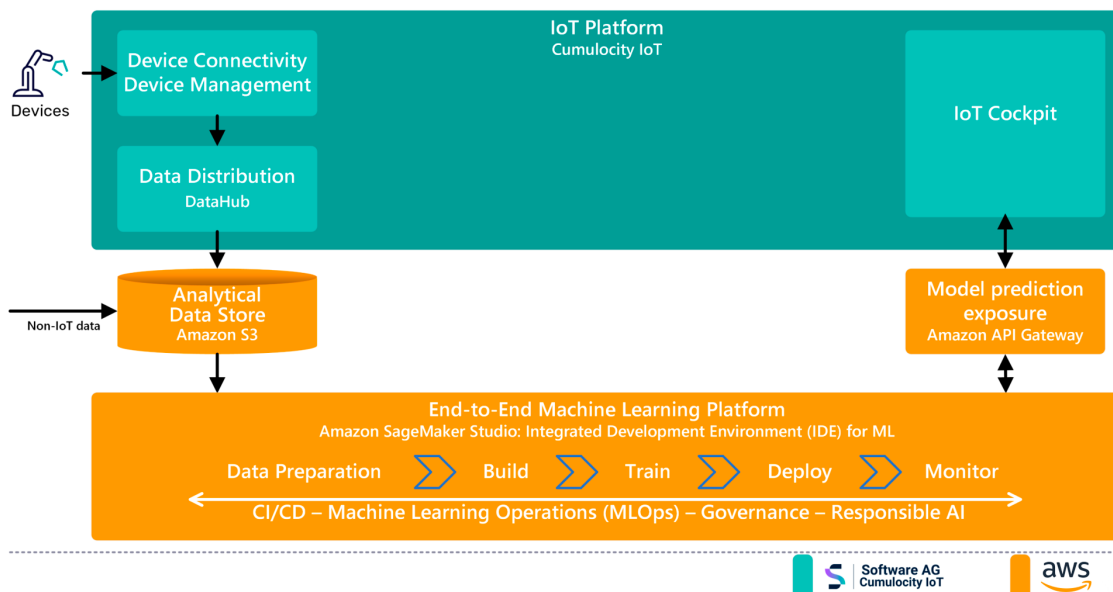 IoT Platform
Cumulocity IoT
Devices
Device Connectivity
Device Management
IoT Cockpit
Data Distribution
DataHub
Non-IoT data
Analytical
Data Store
Amazon S3
Model prediction
exposure
Amazon API Gateway
End-to-End Machine Learning Platform
Amazon SageMaker Studio: Integrated Development Environment (IDE) for ML
Data Preparation
Build
Train
Deploy
Monitor
CI/CD – Machine Learning Operations (MLOps) – Governance – Responsible AI
Software AG
Cumulocity IoT
aws